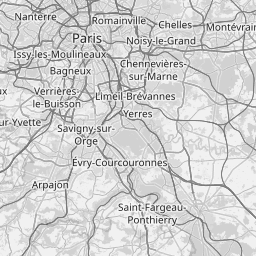 Nanterre
Romainville
Chelles
Paris
Montévrain
Noisy-le-Grand
Issy-les-Moulineaux
Bagneux
Chennevières-
sur-Marne
Verrières-
le-Buisson
Limeil-Brévannes
Yerres
ur-Yvette
Savigny-sur-
Orge
Évry-Courcouronnes
Arpajon
Saint-Fargeau-
Ponthierry